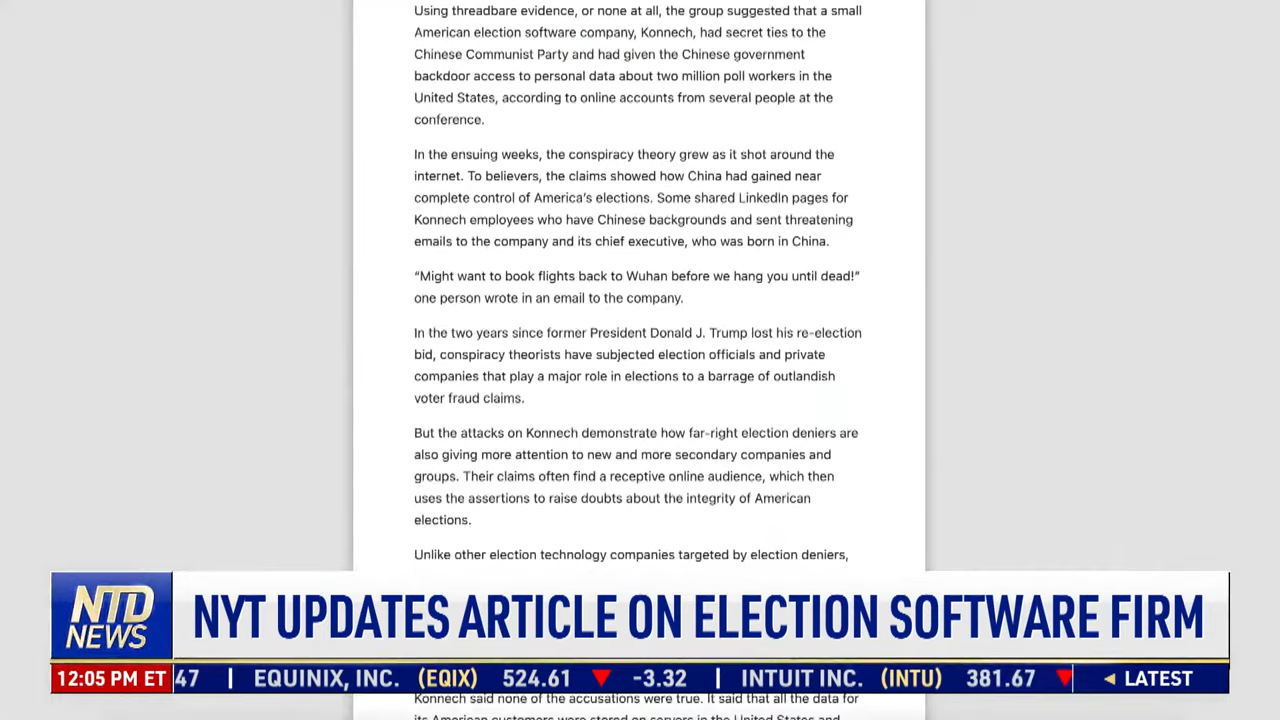 Using threadbare evidence, or none at all, the group suggested that a small
American election software company, Konnech, had secret ties to the
Chinese Communist Party and had given the Chinese government
backdoor access to personal data about two million poll workers in the
United States, according to online accounts from several people at the
conference.
In the ensuing weeks, the conspiracy theory grew as it shot around the
internet. To believers, the claims showed how China had gained near
complete control of America’s elections. Some shared LinkedIn pages for
Konnech employees who have Chinese backgrounds and sent threatening
emails to the company and its chief executive, who was born in China.
“Might want to book flights back to Wuhan before we hang you until dead!”
one person wrote in an email to the company.
In the two years since former President Donald J. Trump lost his re-election
bid, conspiracy theorists have subjected election officials and private
companies that play a major role in elections to a barrage of outlandish
voter fraud claims.
But the attacks on Konnech demonstrate how far-right election deniers are
also giving more attention to new and more secondary companies and
groups. Their claims often find a receptive online audience, which then
uses the assertions to raise doubts about the integrity of American
elections.
Unlike other election technology companies targeted by election deniers,
NTD
NEWS
NYT UPDATES ARTICLE ON ELECTION SOFTWARE FIRM
12:05 PM ET 47 | EQUINIX, INC. (EQIX) 524.61 ▼ -3.32 | INTUIT INC. (INTU) 381.67 ▼ ◄ LATEST
Konnech said none of the accusations were true. It said that all the data for
its American customers were stored on servers in the United States and